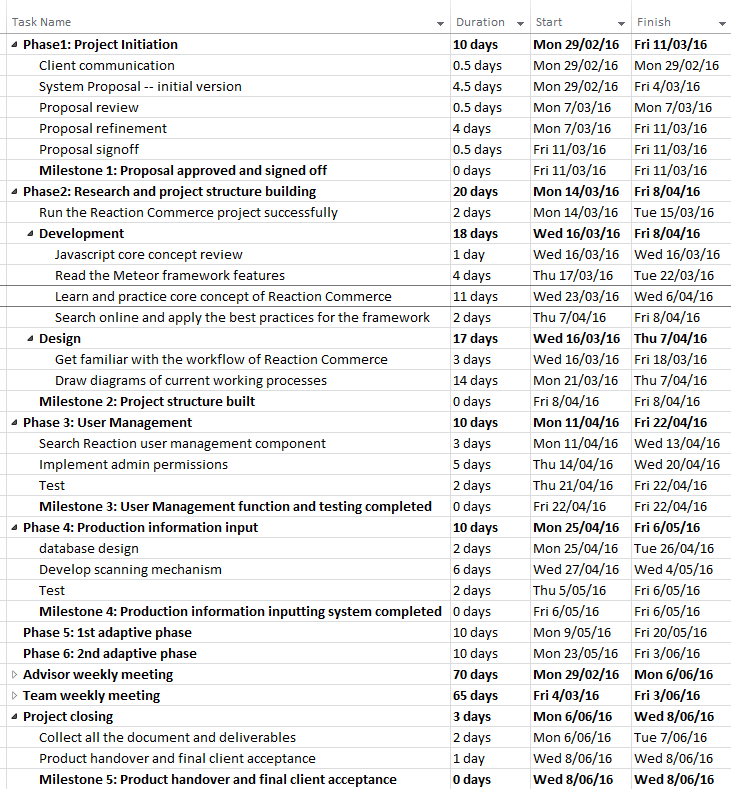 Task Name Duration Start Finish
Phase1: Project Initiation 10 days Mon 29/02/16 Fri 11/03/16
Client communication 0.5 days Mon 29/02/16 Mon 29/02/16
System Proposal -- initial version 4.5 days Mon 29/02/16 Fri 4/03/16
Proposal review 0.5 days Mon 7/03/16 Mon 7/03/16
Proposal refinement 4 days Mon 7/03/16 Fri 11/03/16
Proposal signoff 0.5 days Fri 11/03/16 Fri 11/03/16
Milestone 1: Proposal approved and signed off 0 days Fri 11/03/16 Fri 11/03/16
Phase2: Research and project structure building 20 days Mon 14/03/16 Fri 8/04/16
Run the Reaction Commerce project successfully 2 days Mon 14/03/16 Tue 15/03/16
Development 18 days Wed 16/03/16 Fri 8/04/16
Javascript core concept review 1 day Wed 16/03/16 Wed 16/03/16
Read the Meteor framework features 4 days Thu 17/03/16 Tue 22/03/16
Learn and practice core concept of Reaction Commerce 11 days Wed 23/03/16 Wed 6/04/16
Search online and apply the best practices for the framework 2 days Thu 7/04/16 Fri 8/04/16
Design 17 days Wed 16/03/16 Thu 7/04/16
Get familiar with the workflow of Reaction Commerce 3 days Wed 16/03/16 Fri 18/03/16
Draw diagrams of current working processes 14 days Mon 21/03/16 Thu 7/04/16
Milestone 2: Project structure built 0 days Fri 8/04/16 Fri 8/04/16
Phase 3: User Management 10 days Mon 11/04/16 Fri 22/04/16
Search Reaction user management component 3 days Mon 11/04/16 Wed 13/04/16
Implement admin permissions 5 days Thu 14/04/16 Wed 20/04/16
Test 2 days Thu 21/04/16 Fri 22/04/16
Milestone 3: User Management function and testing completed 0 days Fri 22/04/16 Fri 22/04/16
Phase 4: Production information input 10 days Mon 25/04/16 Fri 6/05/16
database design 2 days Mon 25/04/16 Tue 26/04/16
Develop scanning mechanism 6 days Wed 27/04/16 Wed 4/05/16
Test 2 days Thu 5/05/16 Fri 6/05/16
Milestone 4: Production information inputting system completed 0 days Fri 6/05/16 Fri 6/05/16
Phase 5: 1st adaptive phase 10 days Mon 9/05/16 Fri 20/05/16
Phase 6: 2nd adaptive phase 10 days Mon 23/05/16 Fri 3/06/16
Advisor weekly meeting 70 days Mon 29/02/16 Mon 6/06/16
Team weekly meeting 65 days Fri 4/03/16 Fri 3/06/16
Project closing 3 days Mon 6/06/16 Wed 8/06/16
Collect all the document and deliverables 2 days Mon 6/06/16 Tue 7/06/16
Product handover and final client acceptance 1 day Wed 8/06/16 Wed 8/06/16
Milestone 5: Product handover and final client acceptance 0 days Wed 8/06/16 Wed 8/06/16